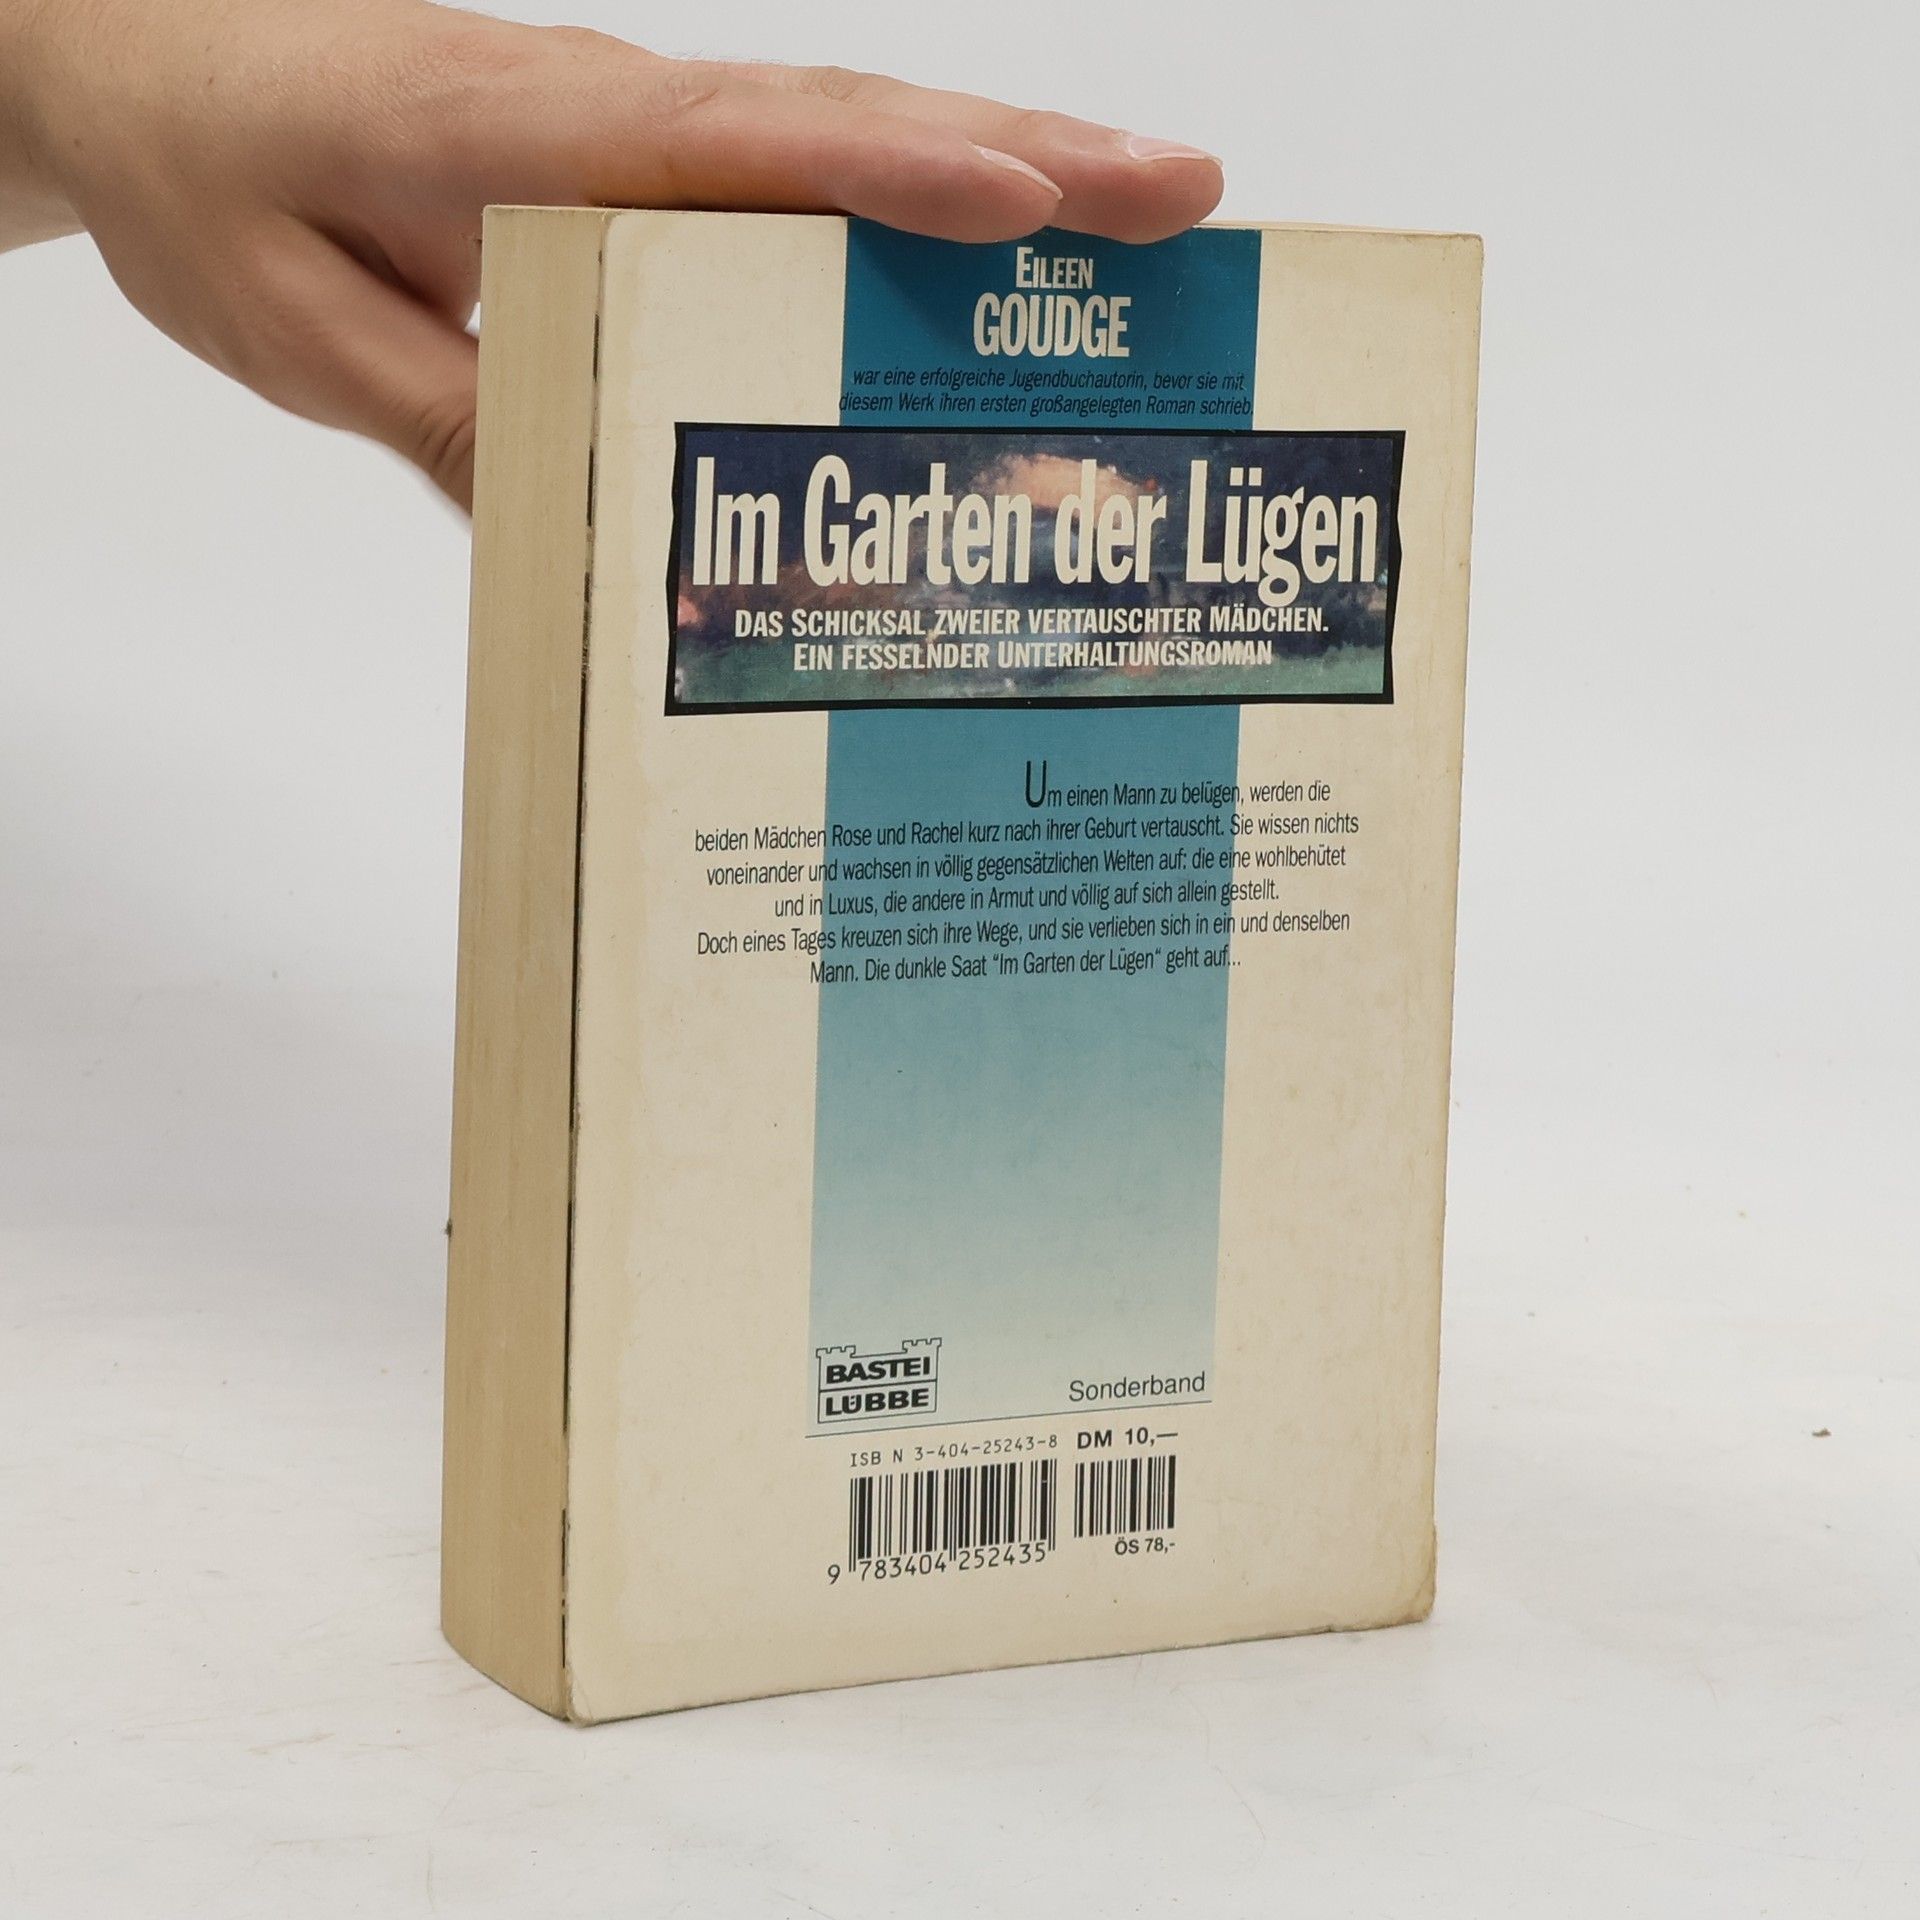 EILEEN
GOUDGE
war eine erfolgreiche Jugendbuchautorin, bevor sie mit
diesem Werk ihren ersten großangelegten Roman schrieb.
Im Garten der Lügen
DAS SCHICKSAL ZWEIER VERTAUSCHTER MÄDCHEN.
EIN FESSELNDER UNTERHALTUNGSROMAN
Um einen Mann zu belügen, werden die
beiden Mädchen Rose und Rachel kurz nach ihrer Geburt vertauscht. Sie wissen nichts
voneinander und wachsen in völlig gegensätzlichen Welten auf: die eine wohlbehütet
und in Luxus, die andere in Armut und völlig auf sich allein gestellt.
Doch eines Tages kreuzen sich ihre Wege, und sie verlieben sich in ein und denselben
Mann. Die dunkle Saat "Im Garten der Lügen" geht auf...
BASTEI
LÜBBE
Sonderband
ISBN 3-404-25243-8 DM 10,—
9 783404 252435
ÖS 78,-